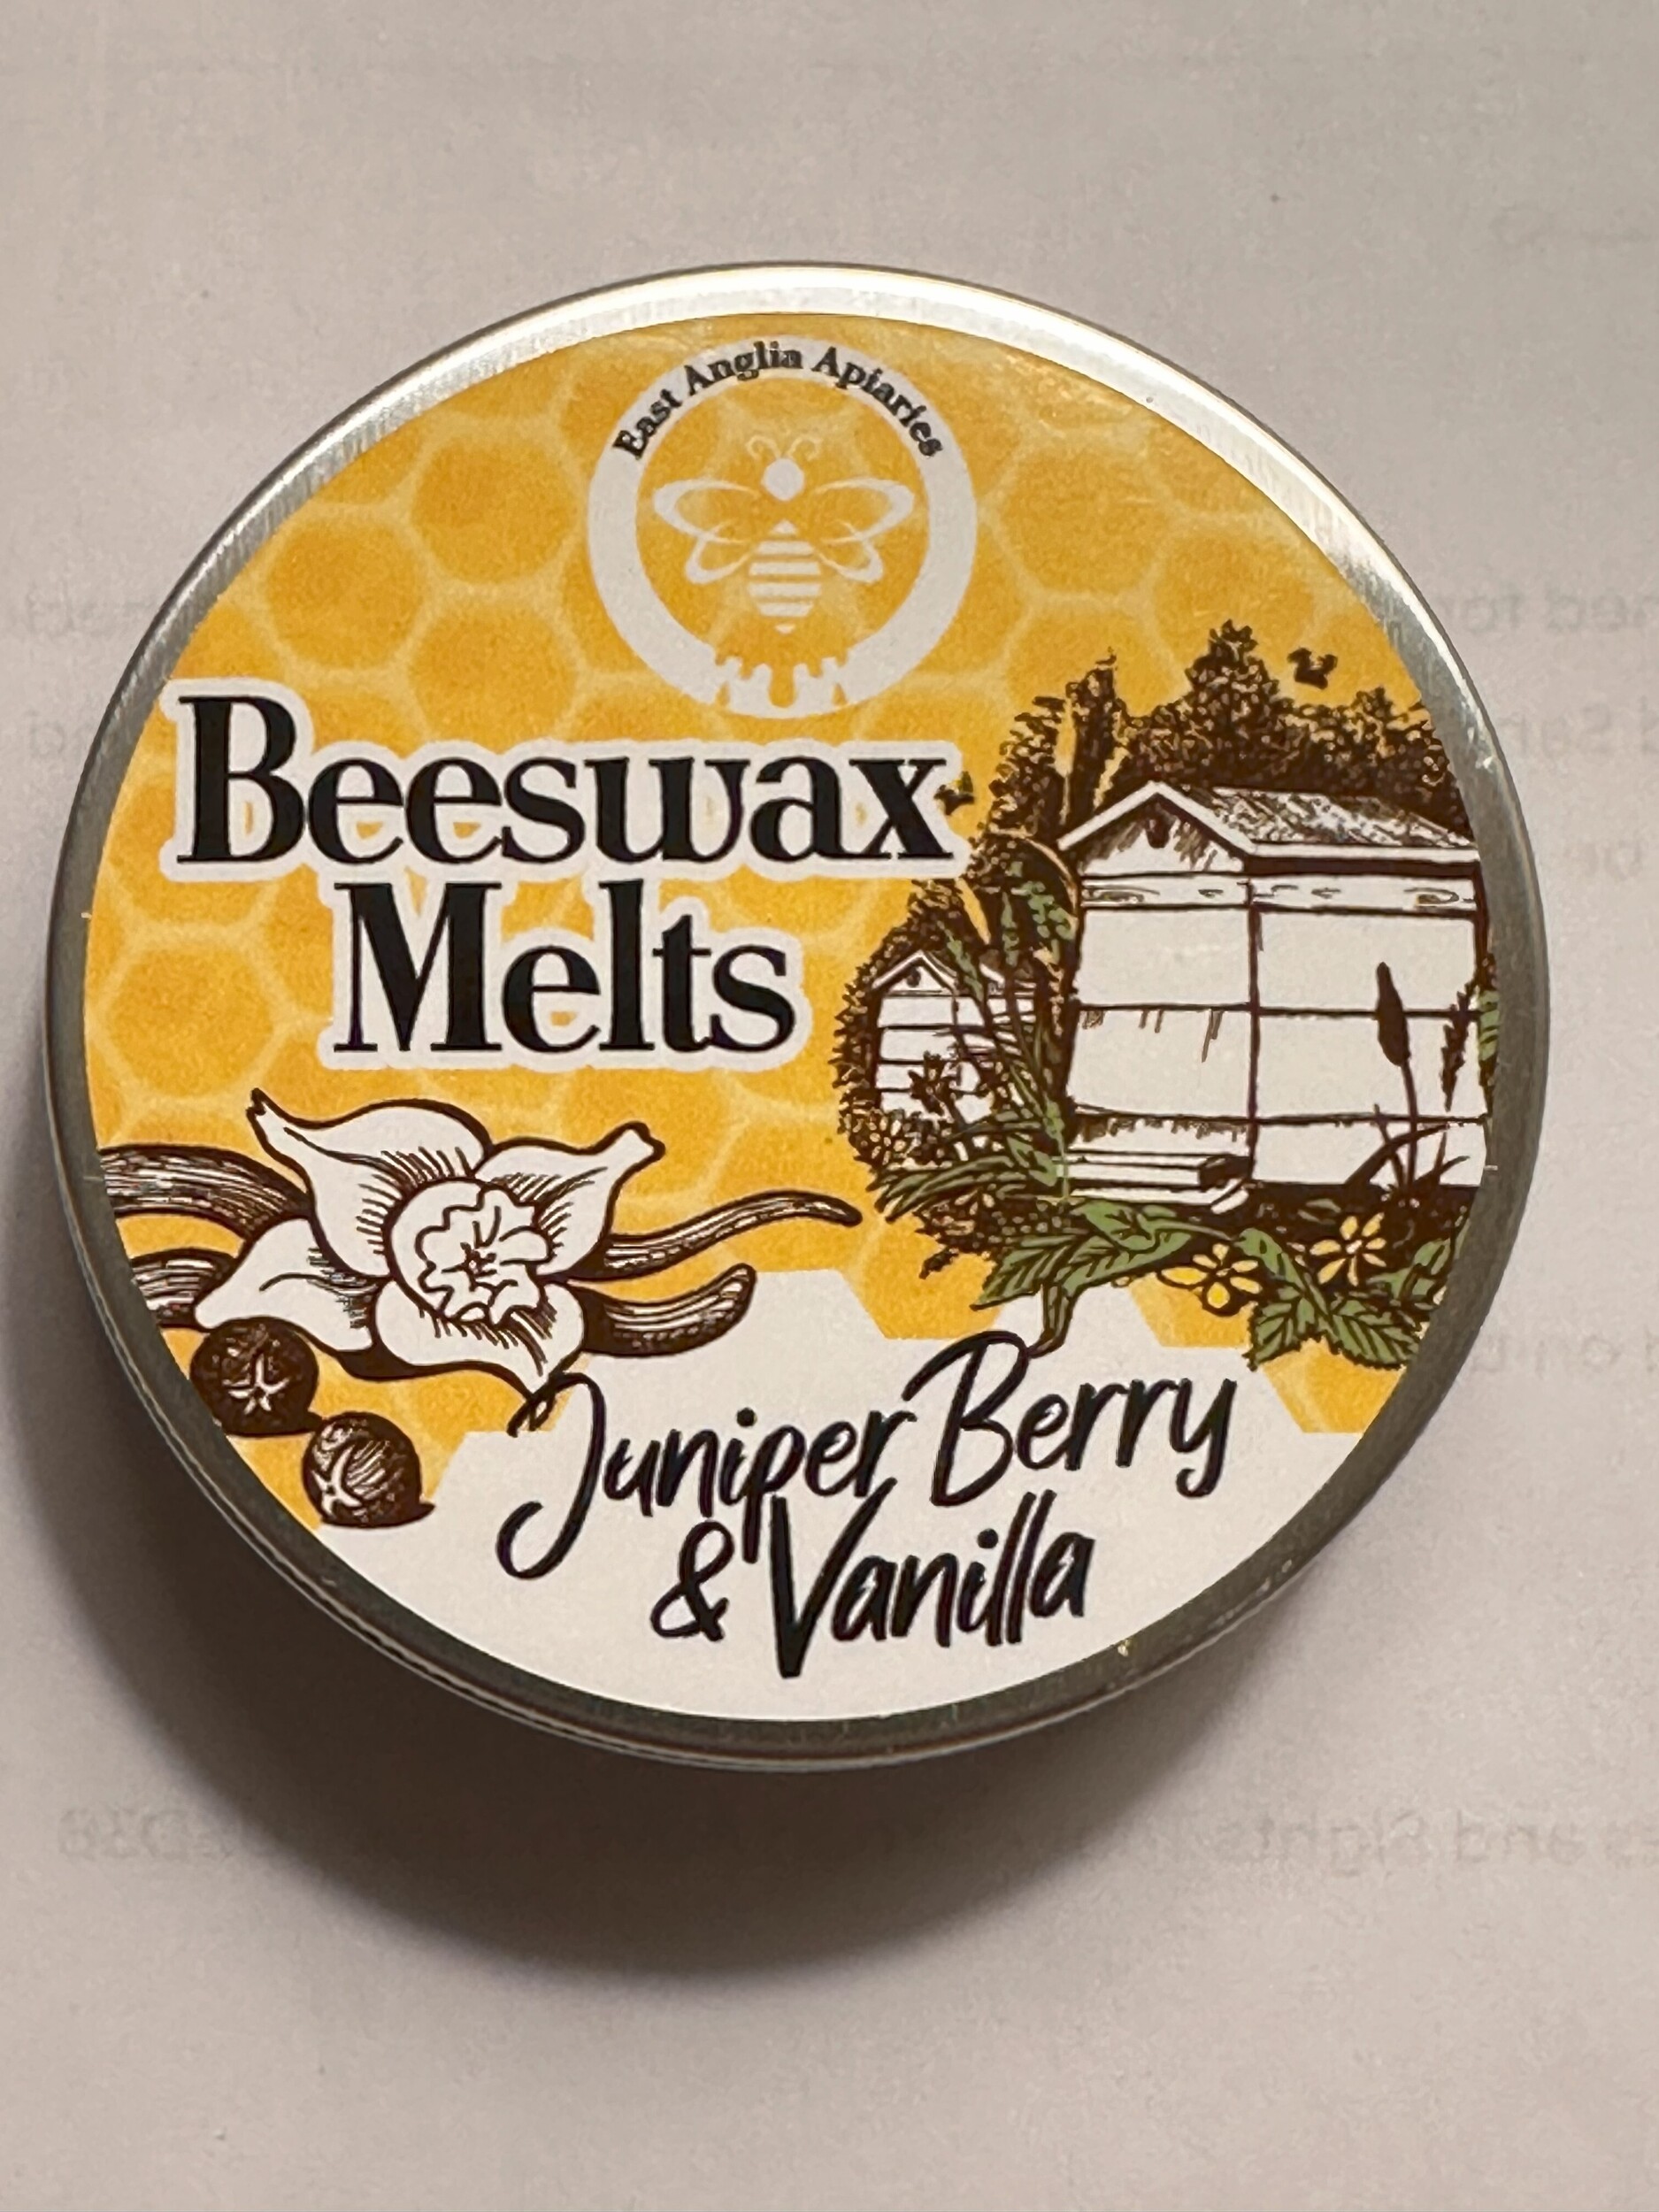 East Anglia Apiaries
Beeswax
Melts
Juniper Berry
& Vanilla